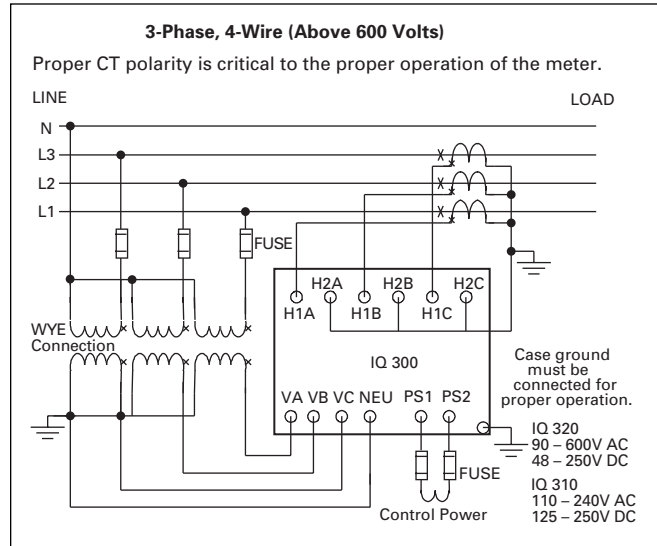 3-Phase, 4-Wire (Above 600 Volts)
Proper CT polarity is critical to the proper operation of the meter.
LINE
LOAD
N
L3
L2
L1
FUSE
H2A
H2B
H2C
H1A
H1B
H1C
WYE
Connection
IQ 300
VA
VB
VC
NEU
PS1
PS2
Case ground
must be
connected for
proper operation.
IQ 320
90 – 600V AC
48 – 250V DC
IQ 310
110 – 240V AC
125 – 250V DC
FUSE
Control Power